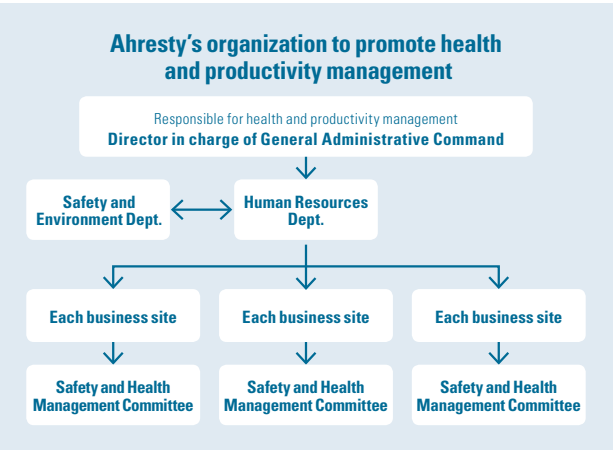 Ahresty's organization to promote health
and productivity management
Responsible for health and productivity management
Director in charge of General Administrative Command
Safety and
Environment Dept.
Human Resources
Dept.
Each business site
Each business site
Each business site
Safety and Health
Management Committee
Safety and Health
Management Committee
Safety and Health
Management Committee